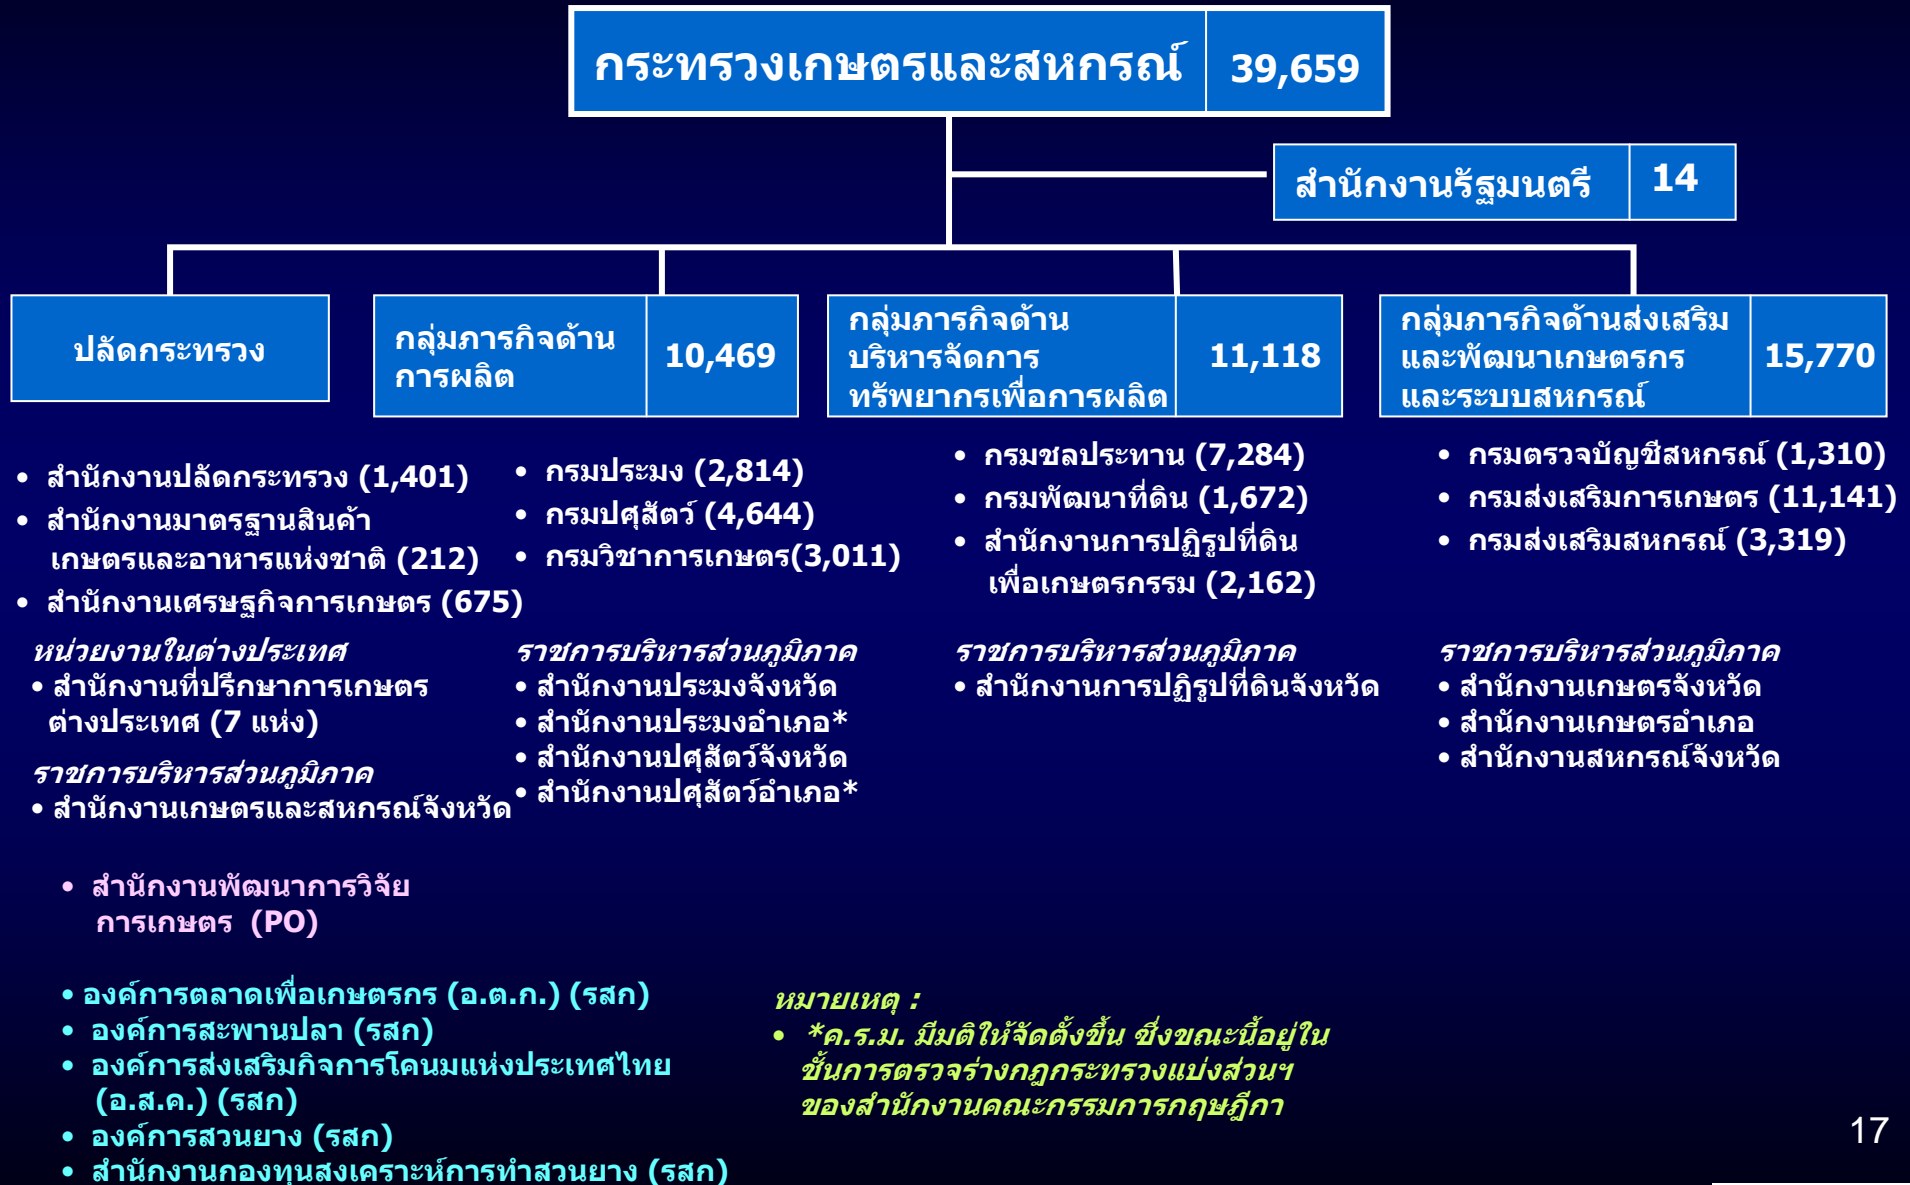 กระทรวงเกษตรและสหกรณ์ 39,659
สำนักงานรัฐมนตรี 14
ปลัดกระทรวง
• สำนักงานปลัดกระทรวง (1,401)
• สำนักงานมาตรฐานสินค้า
เกษตรและอาหารแห่งชาติ (212)
• สำนักงานเศรษฐกิจการเกษตร (675)
หน่วยงานในต่างประเทศ
• สำนักงานที่ปรึกษาการเกษตร
ต่างประเทศ (7 แห่ง)
ราชการบริหารส่วนภูมิภาค
• สำนักงานเกษตรและสหกรณ์จังหวัด
กลุ่มภารกิจด้าน
การผลิต
10,469
• กรมประมง (2,814)
• กรมปศุสัตว์ (4,644)
• กรมวิชาการเกษตร(3,011)
ราชการบริหารส่วนภูมิภาค
• สำนักงานประมงจังหวัด
• สำนักงานประมงอำเภอ*
• สำนักงานปศุสัตว์จังหวัด
• สำนักงานปศุสัตว์อำเภอ*
กลุ่มภารกิจด้าน
บริหารจัดการ
ทรัพยากรเพื่อการผลิต
11,118
• กรมชลประทาน (7,284)
• กรมพัฒนาที่ดิน (1,672)
• สำนักงานการปฏิรูปที่ดิน
เพื่อเกษตรกรรม (2,162)
ราชการบริหารส่วนภูมิภาค
• สำนักงานการปฏิรูปที่ดินจังหวัด
กลุ่มภารกิจด้านส่งเสริม
และพัฒนาเกษตรกร
และระบบสหกรณ์
15,770
• กรมตรวจบัญชีสหกรณ์ (1,310)
• กรมส่งเสริมการเกษตร (11,141)
• กรมส่งเสริมสหกรณ์ (3,319)
ราชการบริหารส่วนภูมิภาค
• สำนักงานเกษตรจังหวัด
• สำนักงานเกษตรอำเภอ
• สำนักงานสหกรณ์จังหวัด
• สำนักงานพัฒนาการวิจัย
การเกษตร (PO)
• องค์การตลาดเพื่อเกษตรกร (อ.ต.ก.) (รสก)
• องค์การสะพานปลา (รสก)
• องค์การส่งเสริมกิจการโคนมแห่งประเทศไทย
(อ.ส.ค.) (รสก)
• องค์การสวนยาง (รสก)
• สำนักงานกองทุนสงเคราะห์การทำสวนยาง (รสก)
หมายเหตุ :
• *ค.ร.ม. มีมติให้จัดตั้งขึ้น ซึ่งขณะนี้อยู่ใน
ชั้นการตรวจร่างกฎกระทรวงแบ่งส่วนฯ
ของสำนักงานคณะกรรมการกฤษฎีกา
17